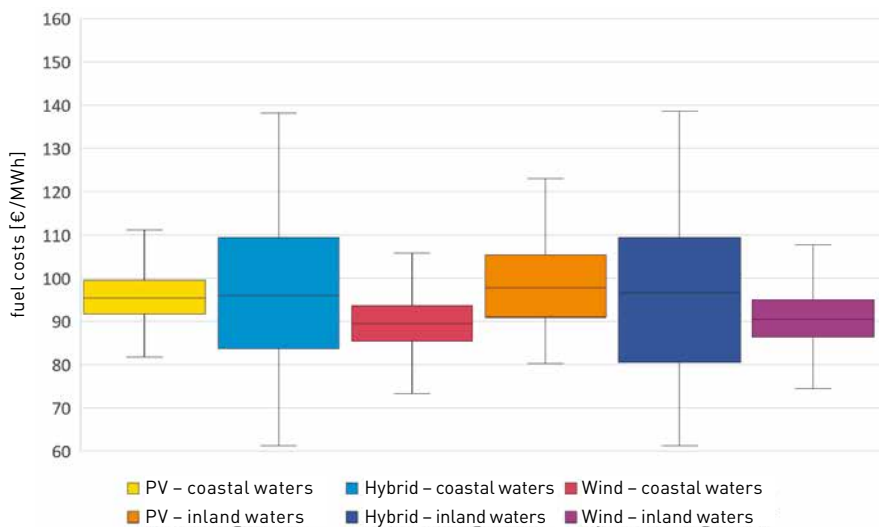 160
150
140
130
120
110
100
90
80
70
60
fuel costs [€/MWh]
PV – coastal waters
Hybrid – coastal waters
Wind – coastal waters
PV – inland waters
Hybrid – inland waters
Wind – inland waters